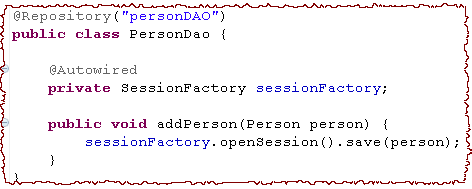 @Repository("personDAO")
public class PersonDao {
@Autowired
private SessionFactory sessionFactory;
public void addPerson(Person person) {
sessionFactory.openSession().save(person);
}
}